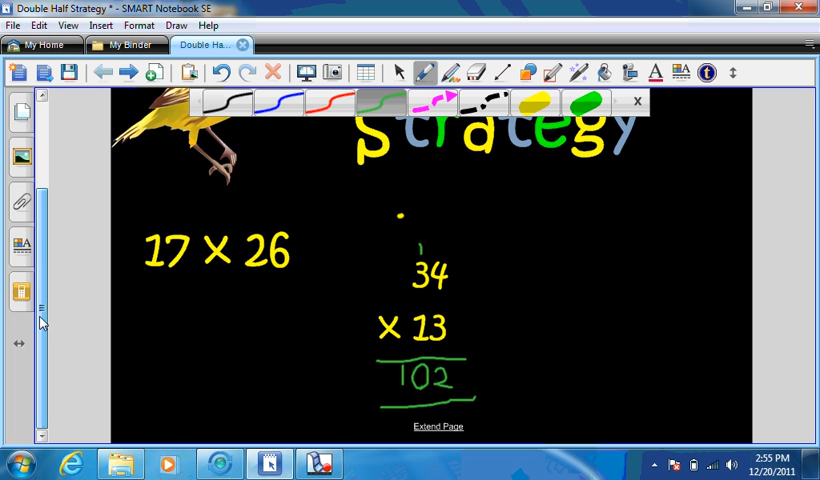 Double Half Strategy * - SMART Notebook SE
File Edit View Insert Format Draw Help
My Home My Binder Double Ha...
Strategy
17 x 26
1
34
x 13
102
Extend Page
2:55 PM
12/20/2011